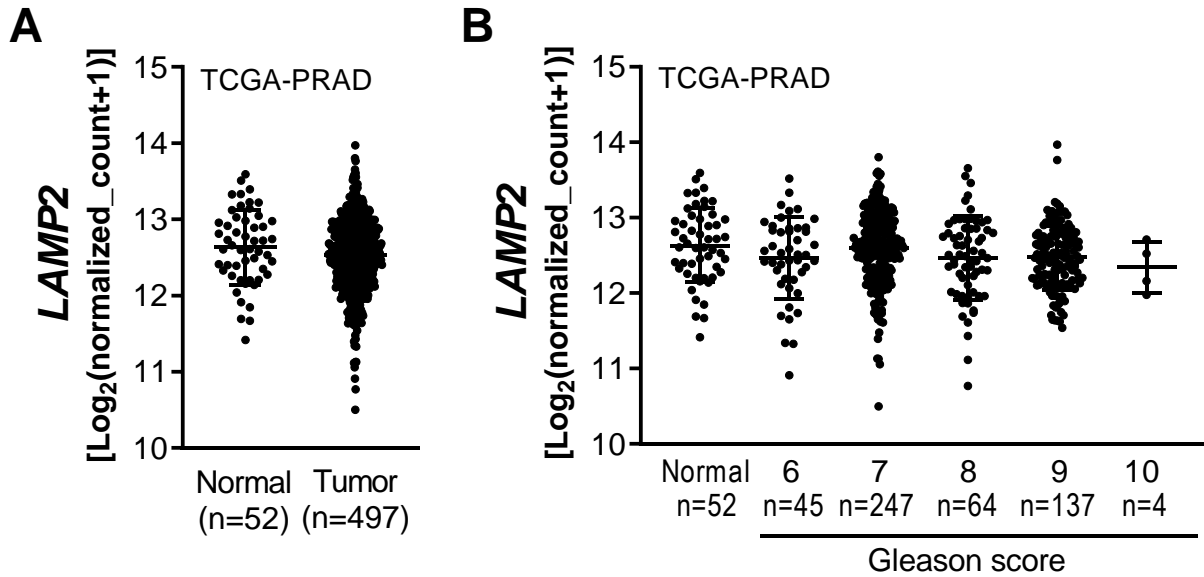 A
LAMP2
[Log2(normalized_count+1)]
15
14
13
12
11
10
TCGA-PRAD
Normal Tumor
(n=52) (n=497)
B
LAMP2
[Log2(normalized_count+1)]
15
14
13
12
11
10
TCGA-PRAD
Normal 6 7 8 9 10
n=52 n=45 n=247 n=64 n=137 n=4
Gleason score